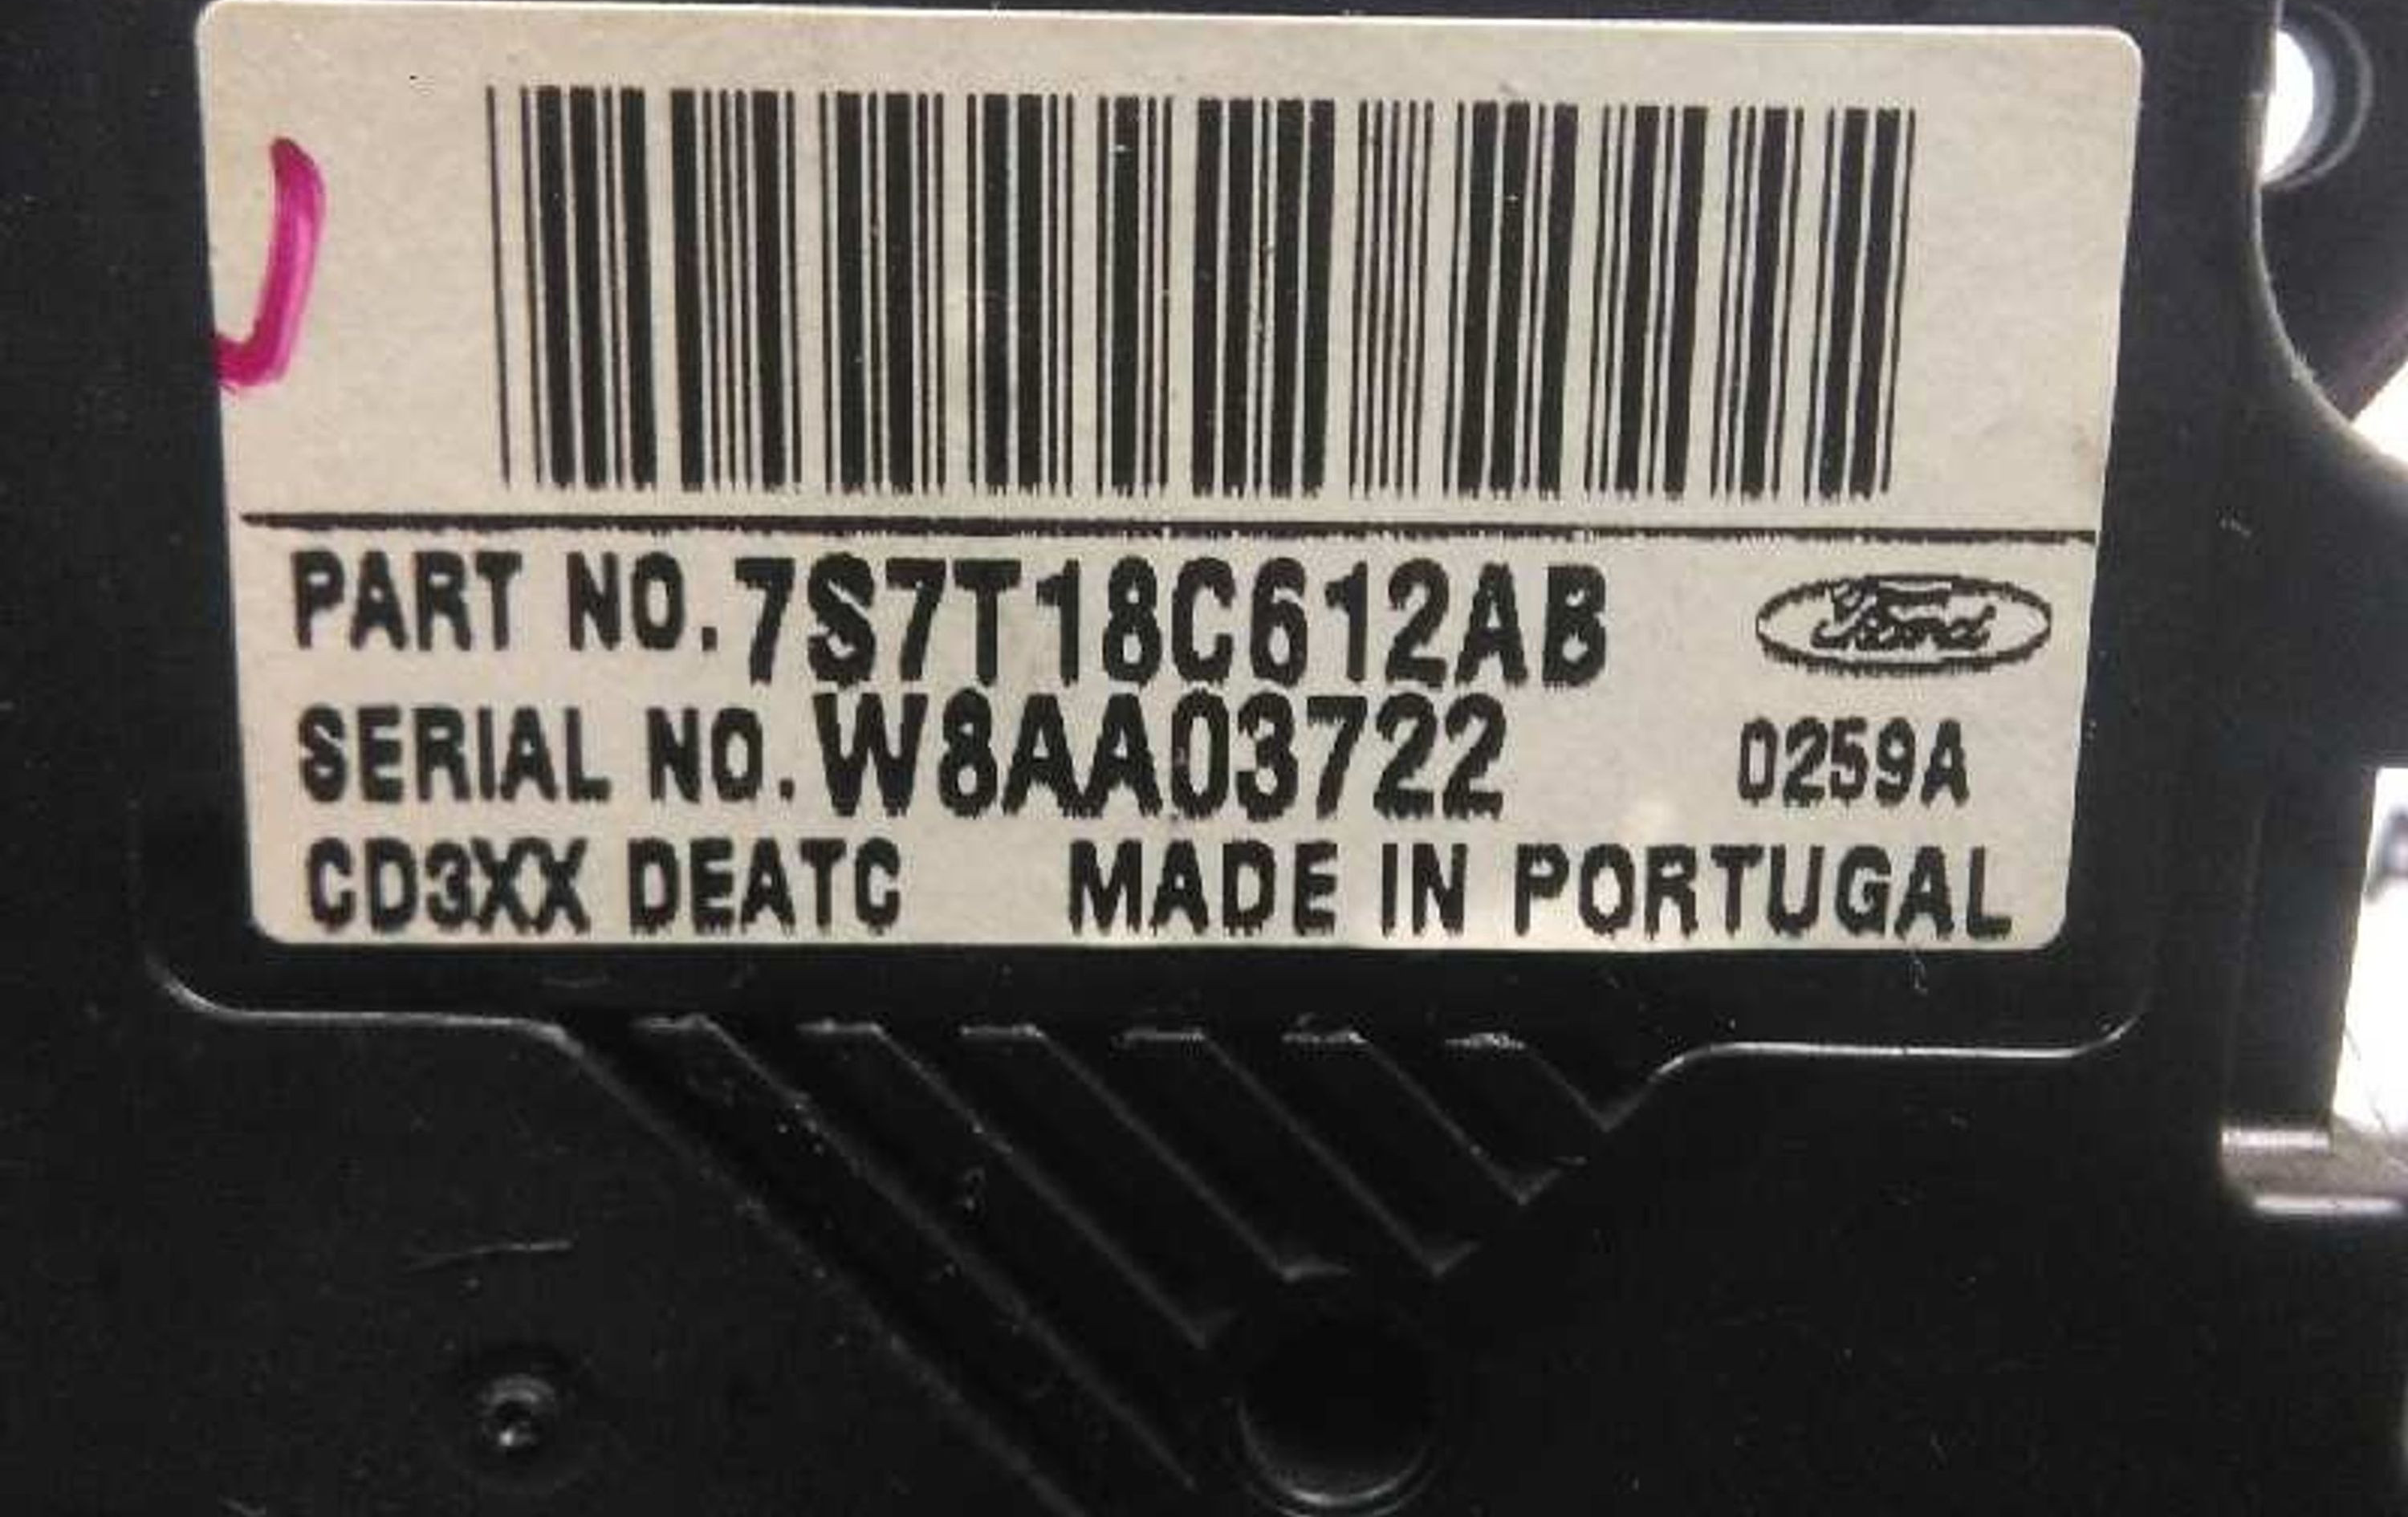 PART NO.7S7T18C612AB
Ford
SERIAL NO.W8AA03722
0259A
CD3XX DEATC MADE IN PORTUGAL